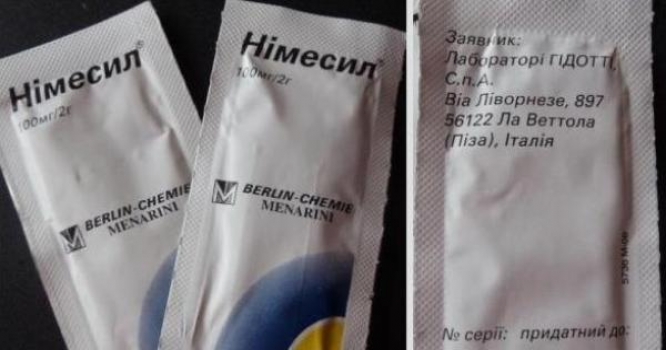 Німесил®
100мг/2г
BERLIN-CHEMIE
MENARINI
Німесил®
100мг/2г
BERLIN-CHEMIE
MENARINI
Заявник:
Лабораторі ГІДОТТІ
С.п.А.
Віа Ліворнезе, 897
56122 Ла Веттола
(Піза), Італія
№ серії: придатний до: